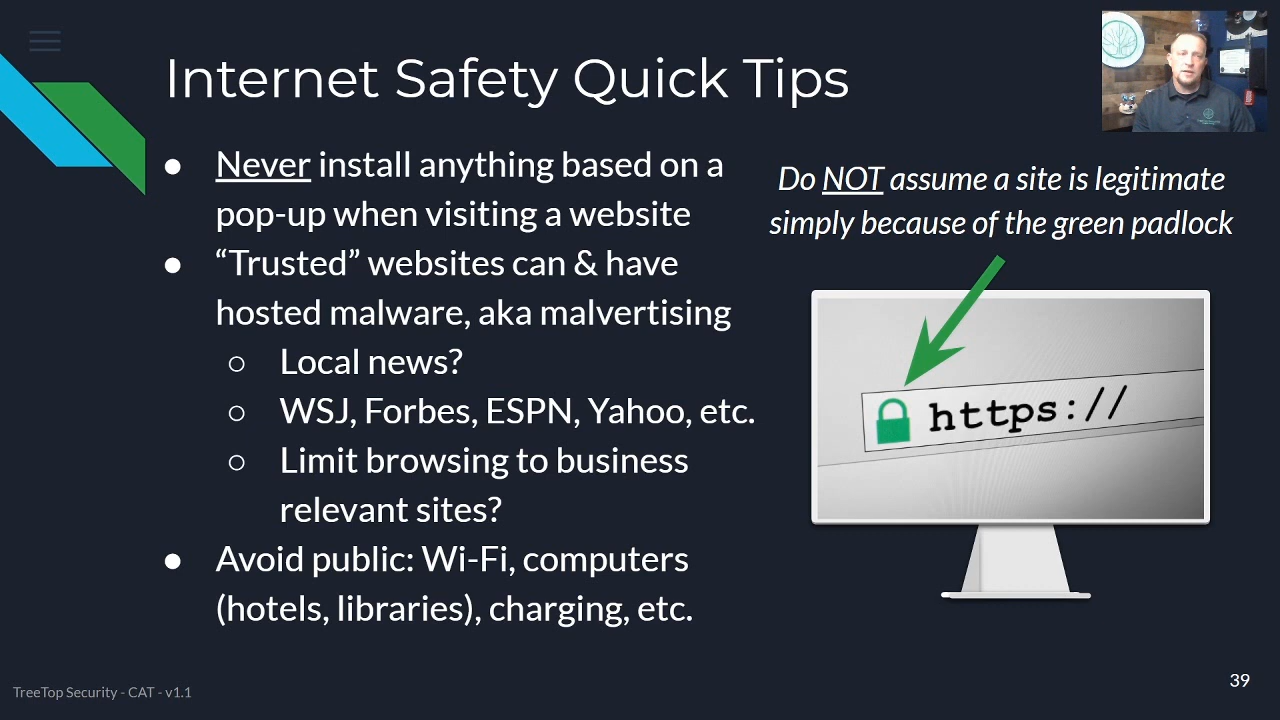 Internet Safety Quick Tips
● Never install anything based on a
pop-up when visiting a website
● “Trusted” websites can & have
hosted malware, aka malvertising
○ Local news?
○ WSJ, Forbes, ESPN, Yahoo, etc.
○ Limit browsing to business
relevant sites?
● Avoid public: Wi-Fi, computers
(hotels, libraries), charging, etc.
Do NOT assume a site is legitimate
simply because of the green padlock
https://
TreeTop Security - CAT - v1.1
39